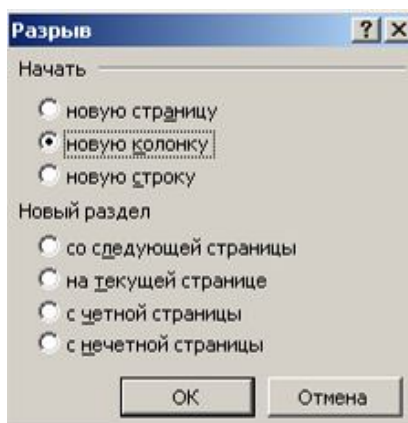 Разрыв ? ×
Начать
новую страницу
новую колонку
новую строку
Новый раздел
со следующей страницы
на текущей странице
с четной страницы
с нечетной страницы
ОК Отмена